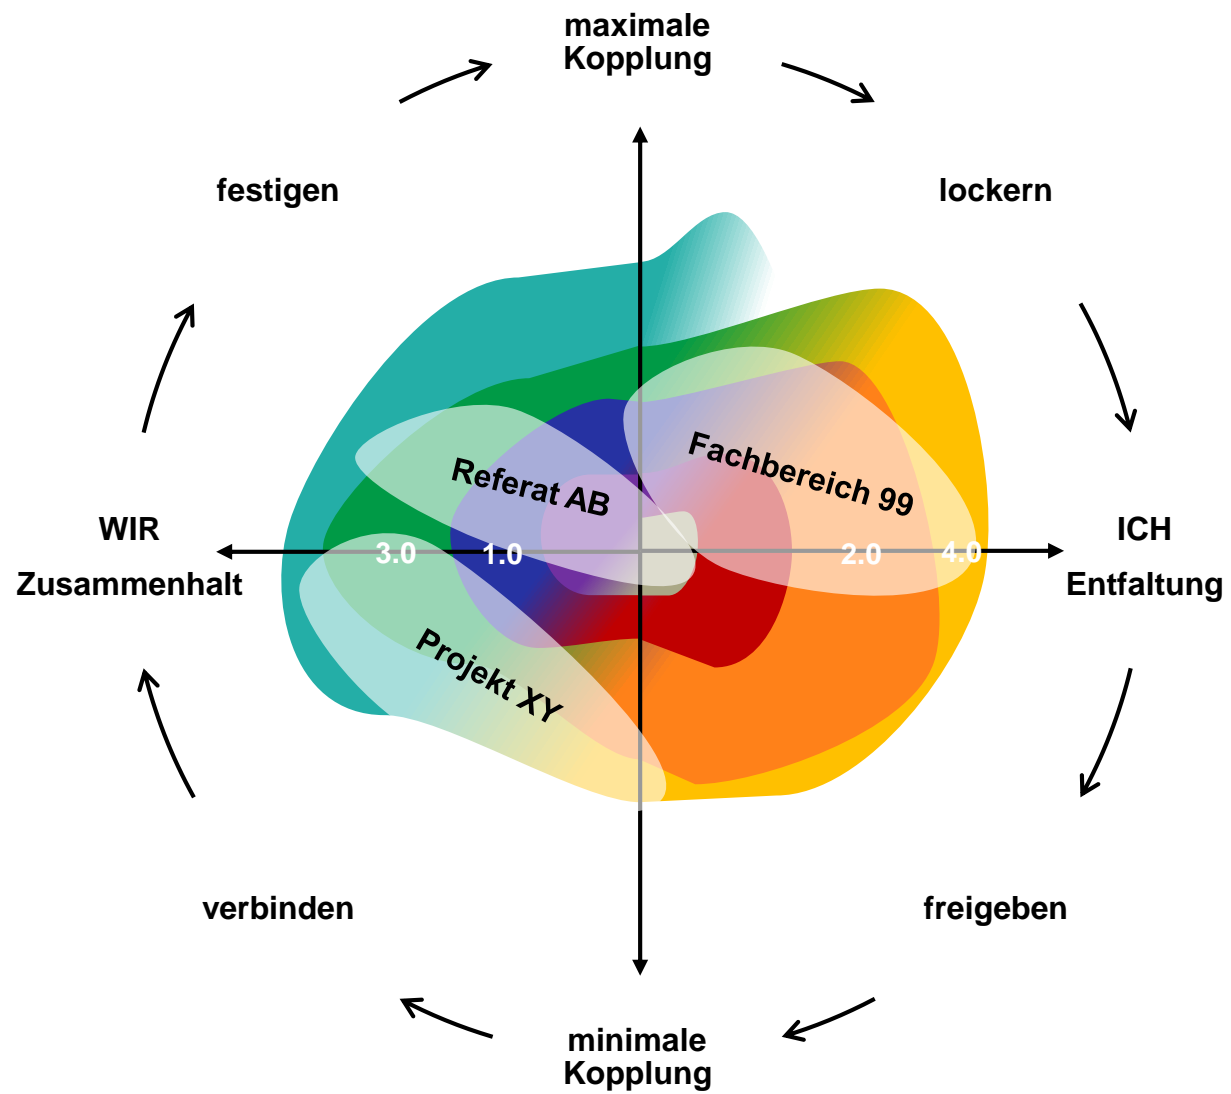 maximale
Kopplung
festigen
lockern
Fachbereich 99
Referat AB
WIR
ICH
3.0
1.0
2.0
4.0
Zusammenhalt
Entfaltung
Projekt XY
verbinden
freigeben
minimale
Kopplung